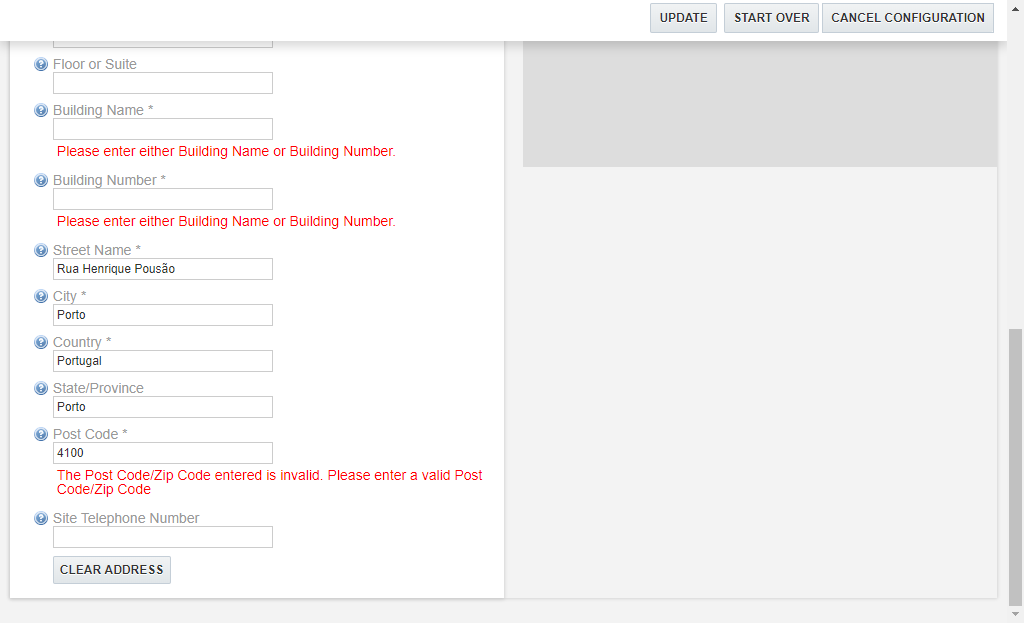 UPDATE START OVER CANCEL CONFIGURATION
Floor or Suite
Building Name *
Please enter either Building Name or Building Number.
Building Number *
Please enter either Building Name or Building Number.
Street Name *
Rua Henrique Pousão
City *
Porto
Country *
Portugal
State/Province
Porto
Post Code *
4100
The Post Code/Zip Code entered is invalid. Please enter a valid Post
Code/Zip Code
Site Telephone Number
CLEAR ADDRESS